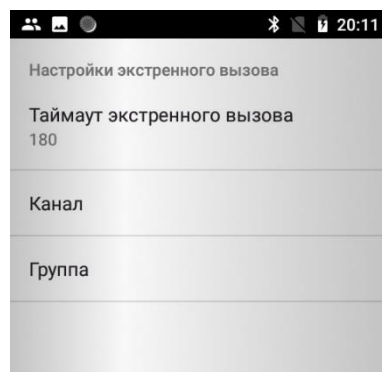 20:11
Настройки экстренного вызова
Таймаут экстренного вызова
180
Канал
Группа